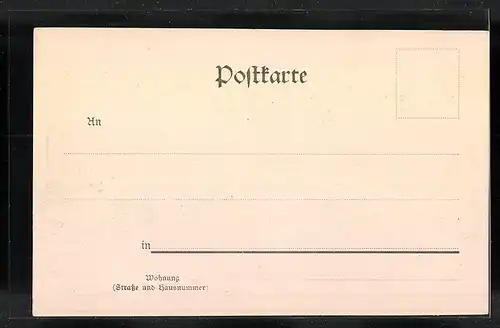 Postkarte
An
in
Wohnung
(Straße und Hausnummer)